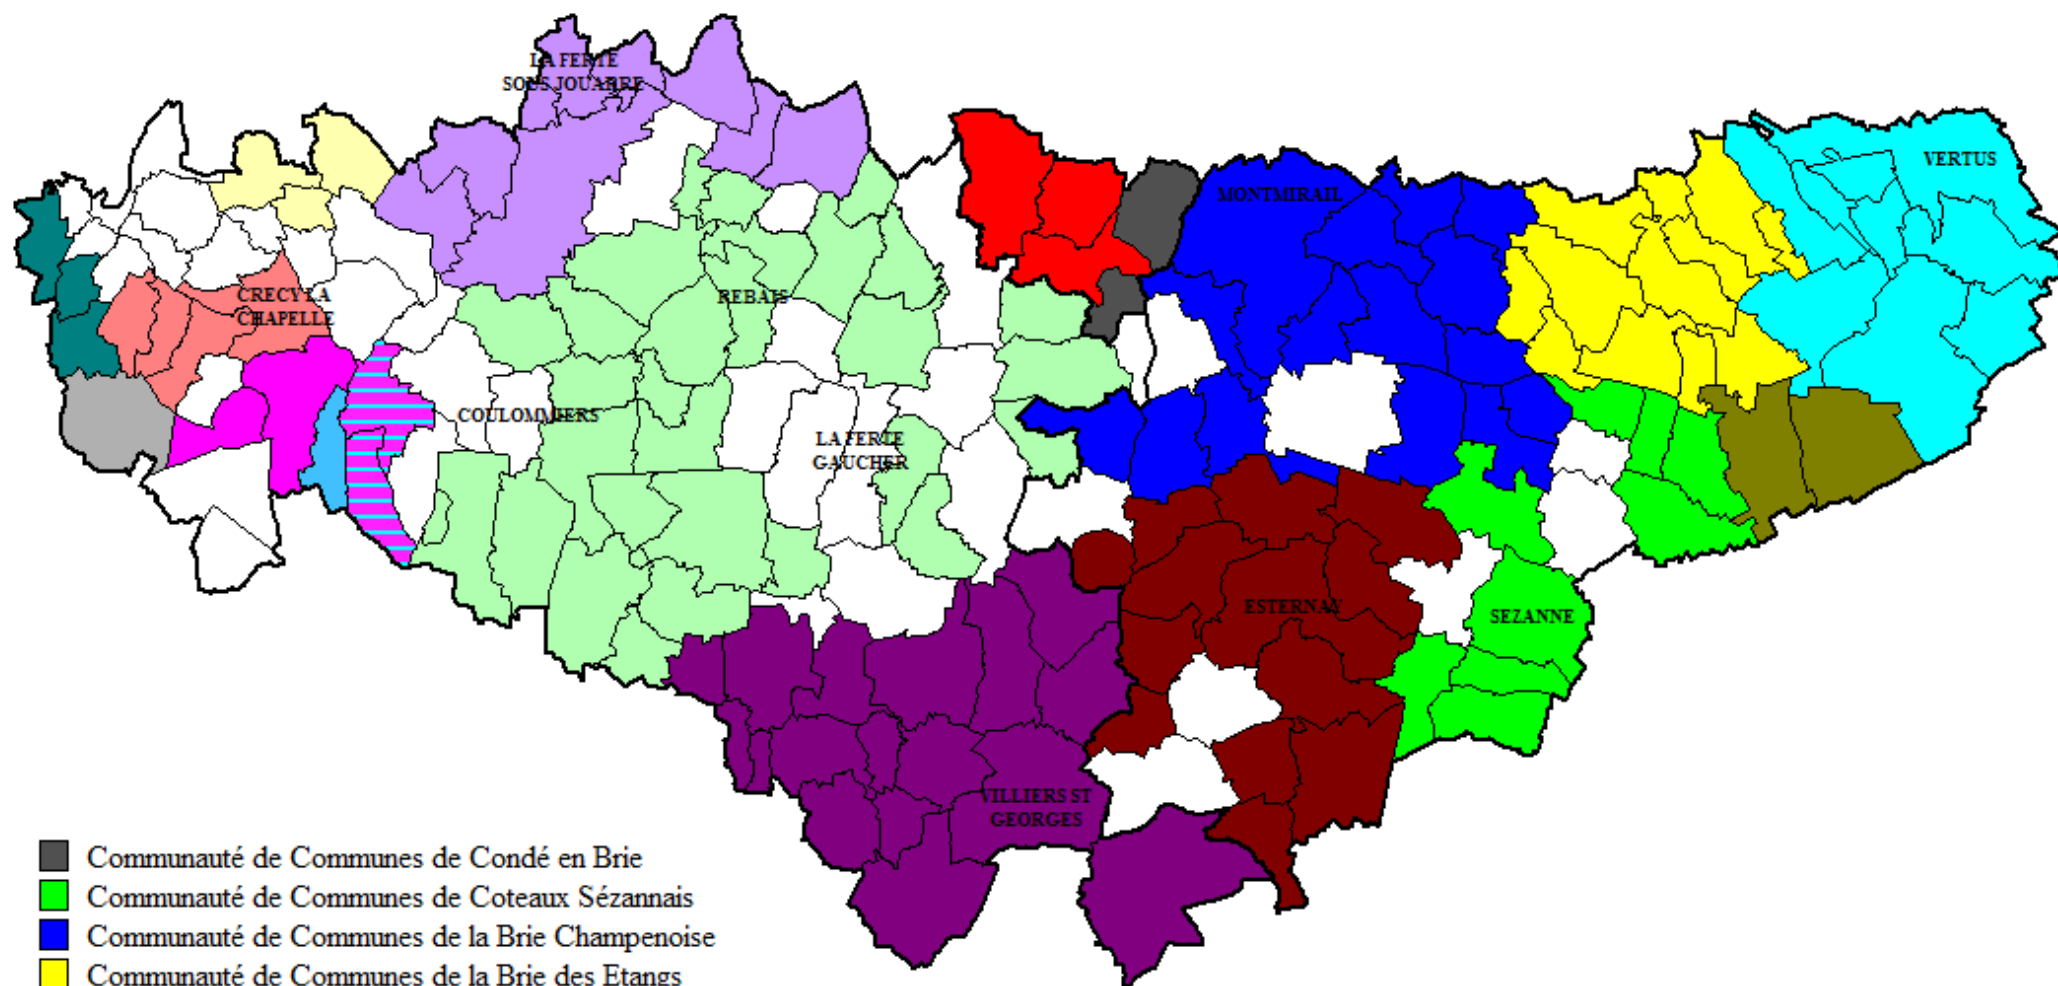 LA FERTE
SOUS JOUARRE
VERTUS
MONTMIRAIL
CRECY LA
CHAPELLE
REBAIS
COULOMMIERS
LA FERTE
GAUCHER
ESTERNAY
SEZANNE
VILLIERS ST
GEORGES
Communauté de Communes de Condé en Brie
Communauté de Communes de Coteaux Sézannais
Communauté de Communes de la Brie Champenoise
Communauté de Communes de la Brie des Etangs